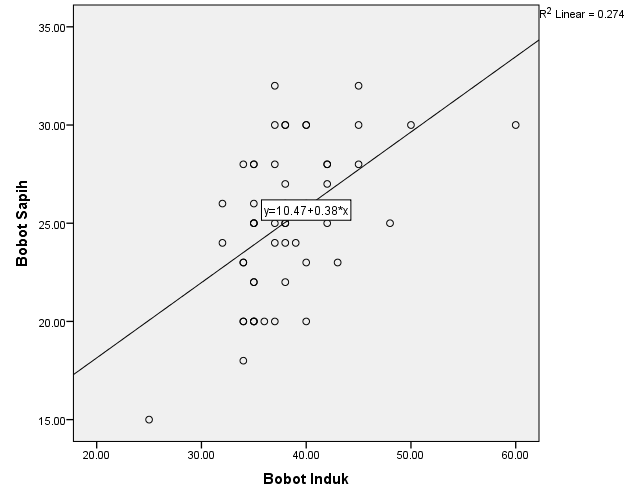 R2 Linear = 0.274
35.00
30.00
25.00
20.00
15.00
Bobot Sapih
y=10.47+0.38*x
20.00
30.00
40.00
50.00
60.00
Bobot Induk